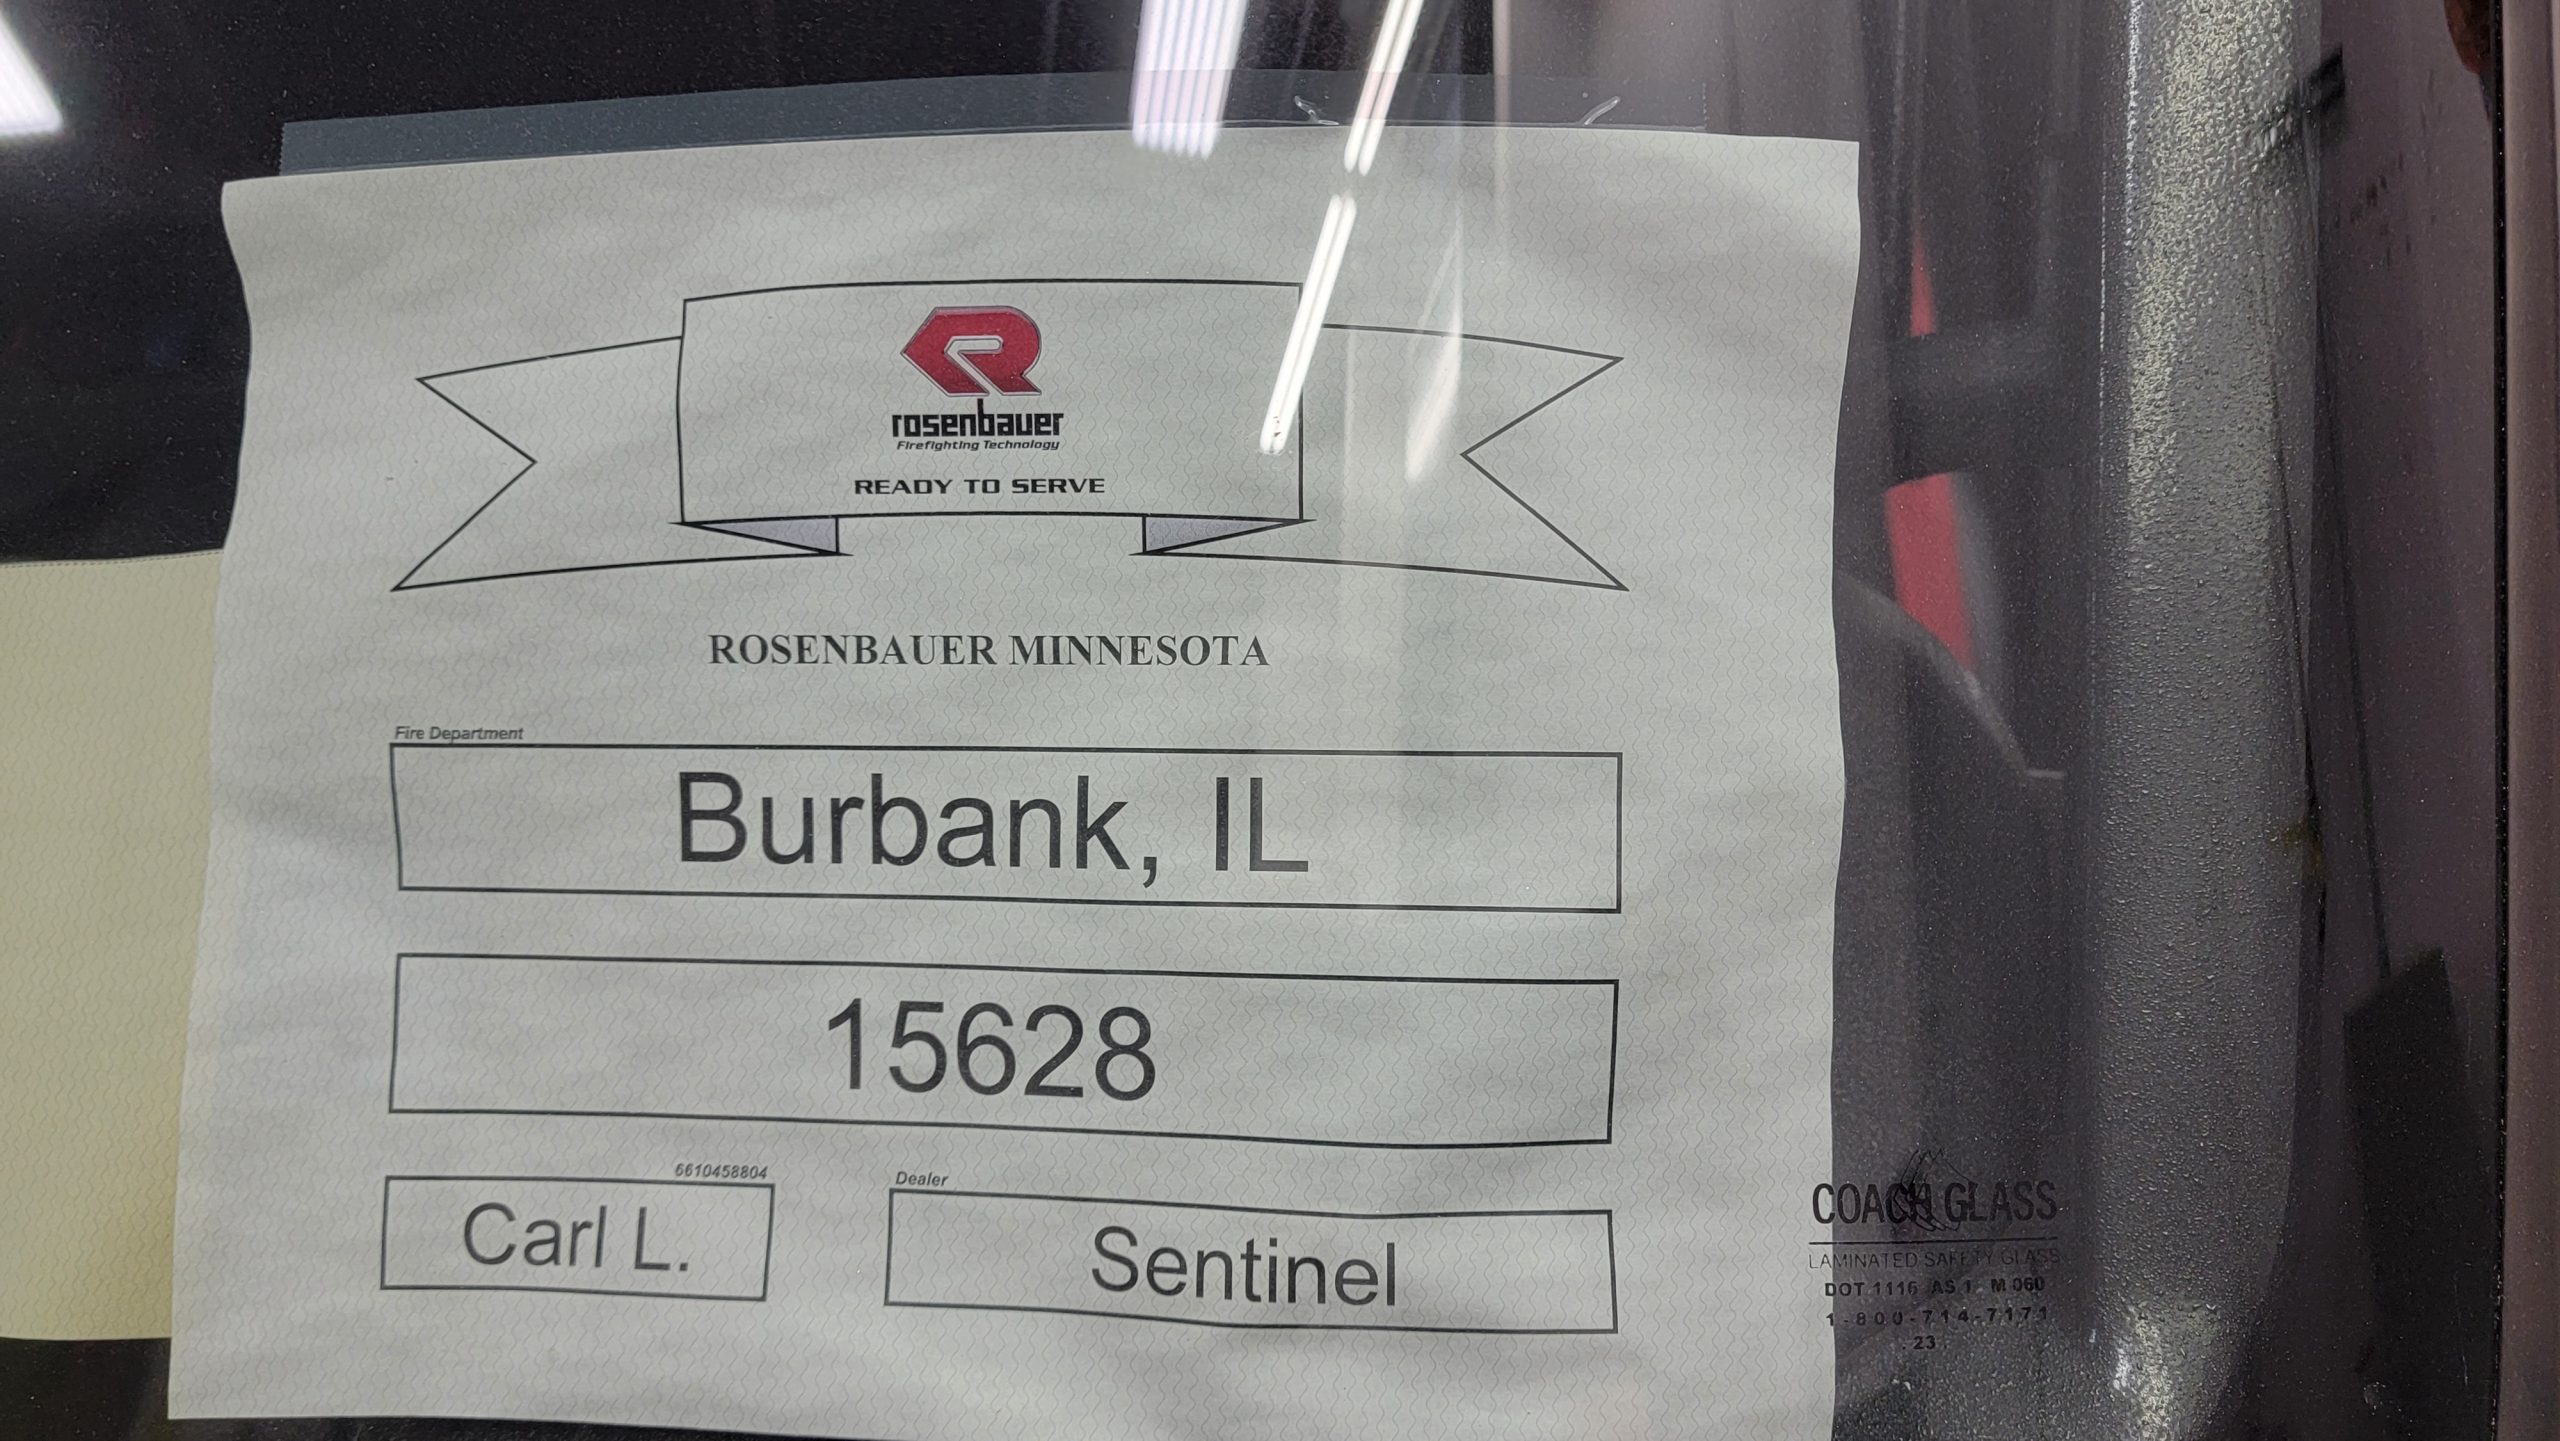 rosenbauer
Firefighting Technology
READY TO SERVE
ROSENBAUER MINNESOTA
Fire Department
Burbank, IL
15628
6610458804
Carl L.
Dealer
Sentinel
COACH GLASS
LAMINATED SAFETY GLASS
DOT 1116 AS 1 M 060
1-800-714-7171
. 23 .